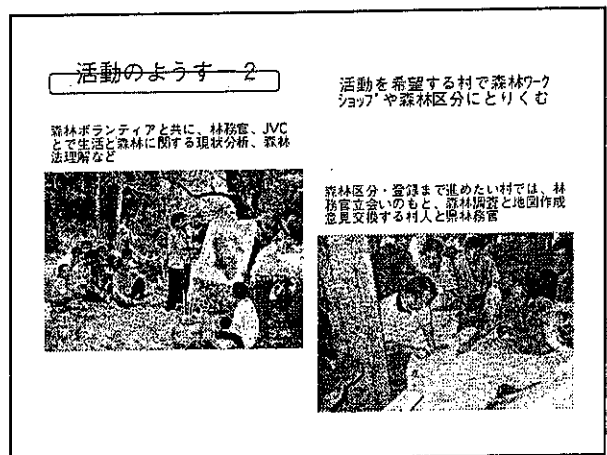 活動のようすー2
森林ボランティアと共に、林務官、JVC
とで生活と森林に関する現状分析、森林
法理解など
活動を希望する村で森林ワーク
ショップや森林区分にとりくむ
森林区分・登録まで進めたい村では、林
務官立会いのもと、森林調査と地図作成
意見交換する村人と県林務官